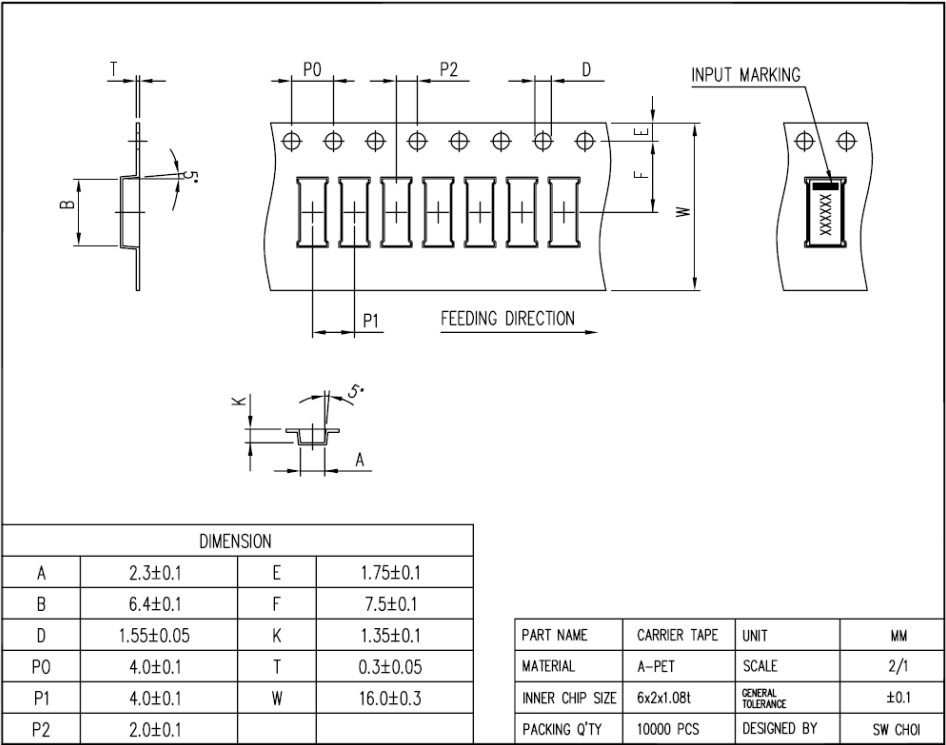 T P0 P2 D INPUT MARKING
E
F
W
B 5°
XXXXX
P1 FEEDING DIRECTION
K 5°
A
DIMENSION
A 2.3±0.1 E 1.75±0.1
B 6.4±0.1 F 7.5±0.1
D 1.55±0.05 K 1.35±0.1
P0 4.0±0.1 T 0.3±0.05
P1 4.0±0.1 W 16.0±0.3
P2 2.0±0.1
PART NAME CARRIER TAPE UNIT MM
MATERIAL A-PET SCALE 2/1
INNER CHIP SIZE 6x2x1.08t GENERAL TOLERANCE ±0.1
PACKING Q'TY 10000 PCS DESIGNED BY SW CHOI